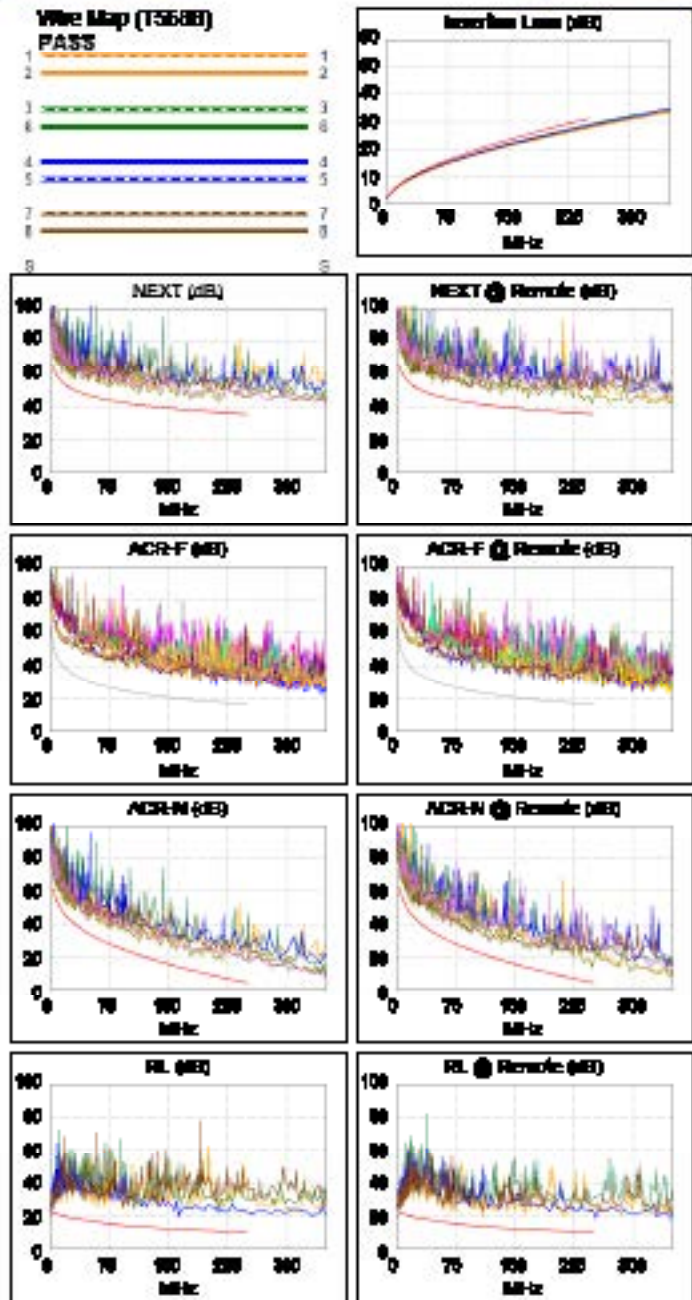 Wire Map (T568B)
PASS
1 1
2 2
3 3
6 6
4 4
5 5
7 7
8 8
S S
Insertion Loss (dB)
60
50
40
30
20
10
0
0 75 150 225 300
MHz
NEXT (dB)
100
80
60
40
20
0
0 75 150 225 300
MHz
NEXT @ Remote (dB)
100
80
60
40
20
0
0 75 150 225 300
MHz
ACR-F (dB)
100
80
60
40
20
0
0 75 150 225 300
MHz
ACR-F @ Remote (dB)
100
80
60
40
20
0
0 75 150 225 300
MHz
ACR-N (dB)
100
80
60
40
20
0
0 75 150 225 300
MHz
ACR-N @ Remote (dB)
100
80
60
40
20
0
0 75 150 225 300
MHz
RL (dB)
100
80
60
40
20
0
0 75 150 225 300
MHz
RL @ Remote (dB)
100
80
60
40
20
0
0 75 150 225 300
MHz